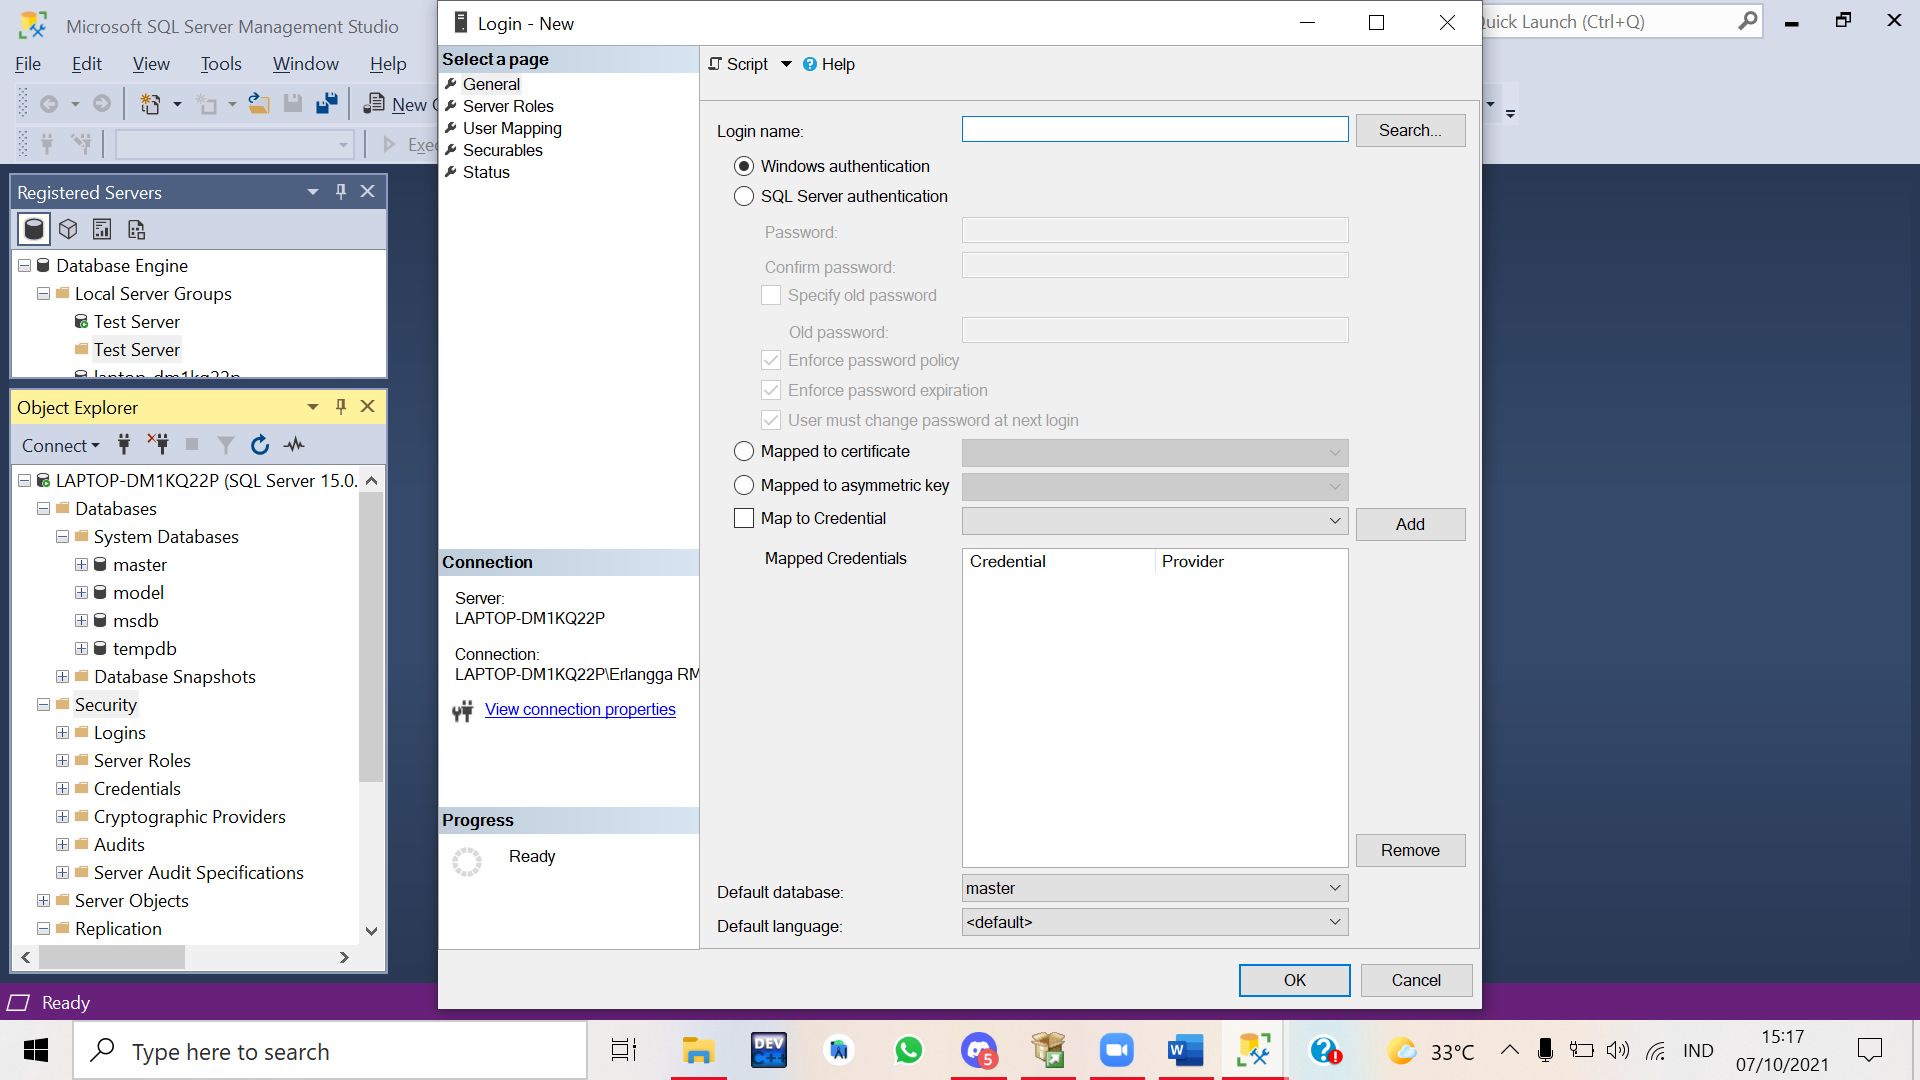 Microsoft SQL Server Management Studio
Quick Launch (Ctrl+Q)
File Edit View Tools Window Help
New
Exec
Registered Servers
Database Engine
Local Server Groups
Test Server
Test Server
laptop-dm1kq22p
Object Explorer
Connect
LAPTOP-DM1KQ22P (SQL Server 15.0.
Databases
System Databases
master
model
msdb
tempdb
Database Snapshots
Security
Logins
Server Roles
Credentials
Cryptographic Providers
Audits
Server Audit Specifications
Server Objects
Replication
Ready
Login - New
Select a page
General
Server Roles
User Mapping
Securables
Status
Connection
Server:
LAPTOP-DM1KQ22P
Connection:
LAPTOP-DM1KQ22P\Erlangga RM
View connection properties
Progress
Ready
Script Help
Login name: Search...
Windows authentication
SQL Server authentication
Password:
Confirm password:
Specify old password
Old password:
Enforce password policy
Enforce password expiration
User must change password at next login
Mapped to certificate
Mapped to asymmetric key
Map to Credential Add
Mapped Credentials Credential Provider
Remove
Default database: master
Default language: <default>
OK Cancel
Type here to search
DEV
C++
5
33°C
IND
15:17
07/10/2021